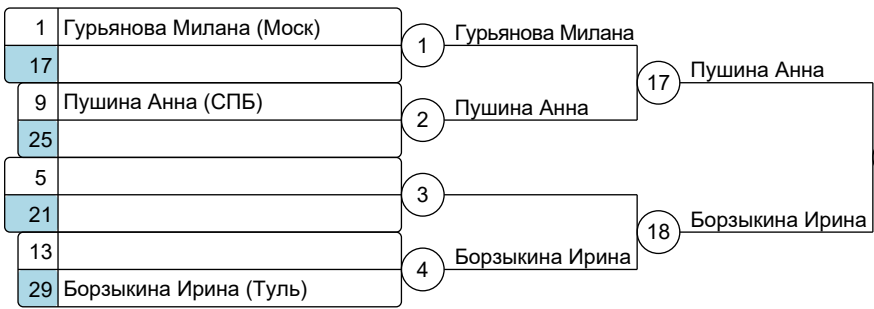 1 Гурьянова Милана (Моск)
17
1
Гурьянова Милана
9 Пушина Анна (СПБ)
25
2
Пушина Анна
17
Пушина Анна
5
21
3
13
29 Борзыкина Ирина (Туль)
4
Борзыкина Ирина
18
Борзыкина Ирина